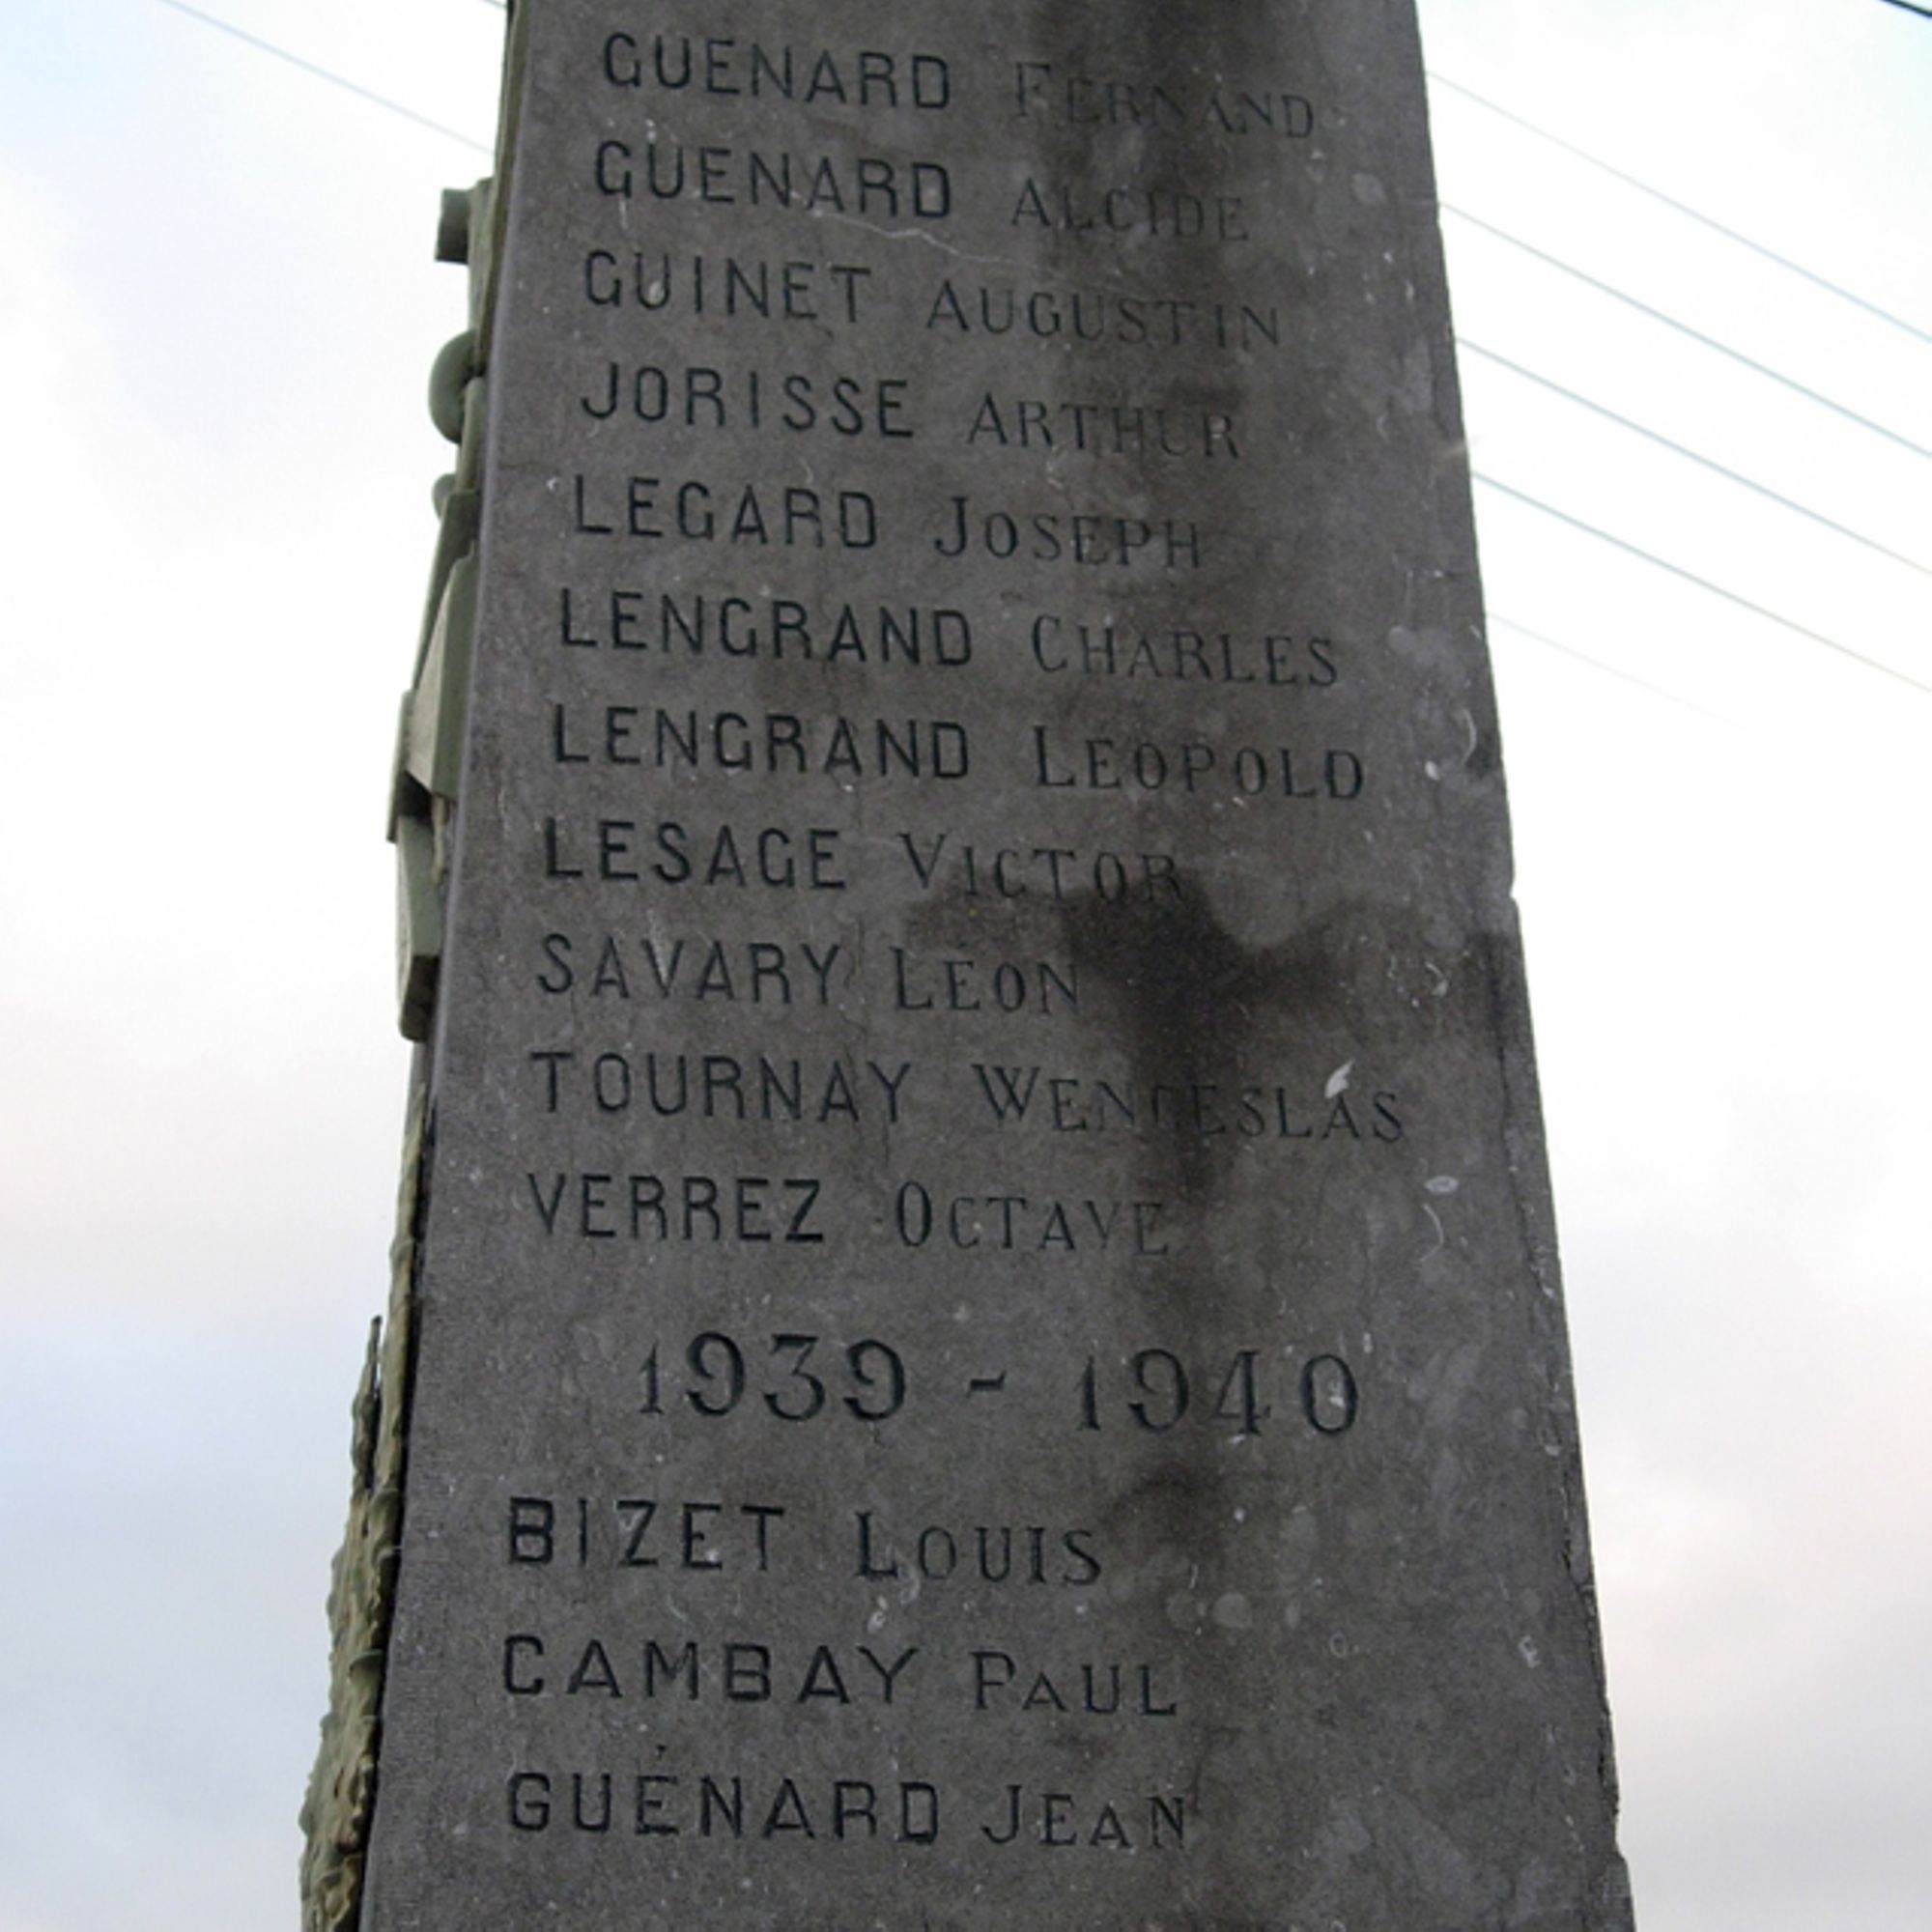 GUENARD FERNAND
GUENARD ALCIDE
GUINET AUGUSTIN
JORISSE ARTHUR
LEGARD JOSEPH
LENGRAND CHARLES
LENGRAND LEOPOLD
LESAGE VICTOR
SAVARY LEON
TOURNAY WENCESLAS
VERREZ OCTAVE
1939 - 1940
BIZET LOUIS
CAMBAY PAUL
GUÉNARD JEAN